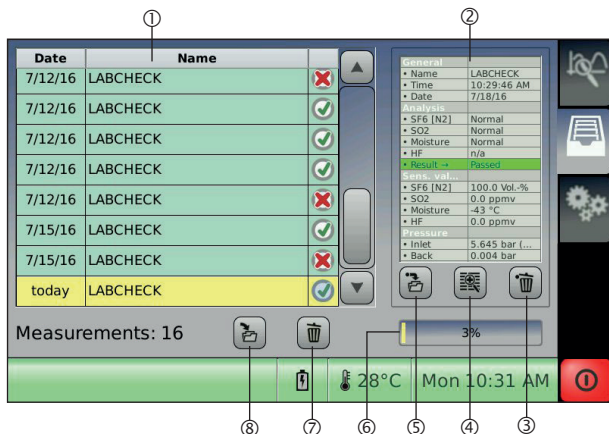 ① ②
Date Name
7/12/16 LABCHECK
7/12/16 LABCHECK
7/12/16 LABCHECK
7/12/16 LABCHECK
7/12/16 LABCHECK
7/15/16 LABCHECK
7/15/16 LABCHECK
today LABCHECK
General
• Name LABCHECK
• Time 10:29:46 AM
• Date 7/18/16
Analysis
• SF6 [N2] Normal
• SO2 Normal
• Moisture Normal
• HF n/a
• Result → Passed
Sens. val...
• SF6 [N2] 100.0 Vol.-%
• SO2 0.0 ppmv
• Moisture -43 °C
• HF 0.0 ppmv
Pressure
• Inlet 5.645 bar (...
• Back 0.004 bar
Measurements: 16
3%
28°C Mon 10:31 AM
⑧ ⑦ ⑥ ⑤ ④ ③